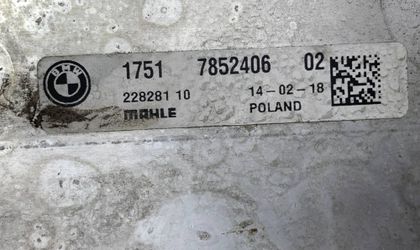 BMW
1751 7852406 02
228281 10 14-02-18
MAHLE POLAND